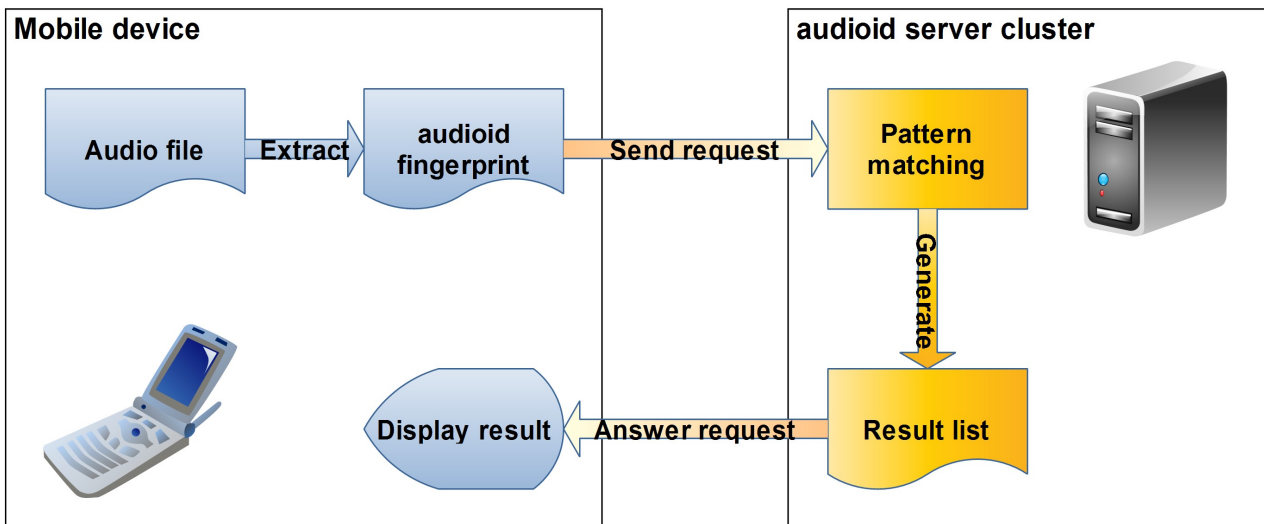 Mobile device
audioid server cluster
Audio file
Extract
audioid
fingerprint
Send request
Pattern
matching
Generate
Display result
Answer request
Result list